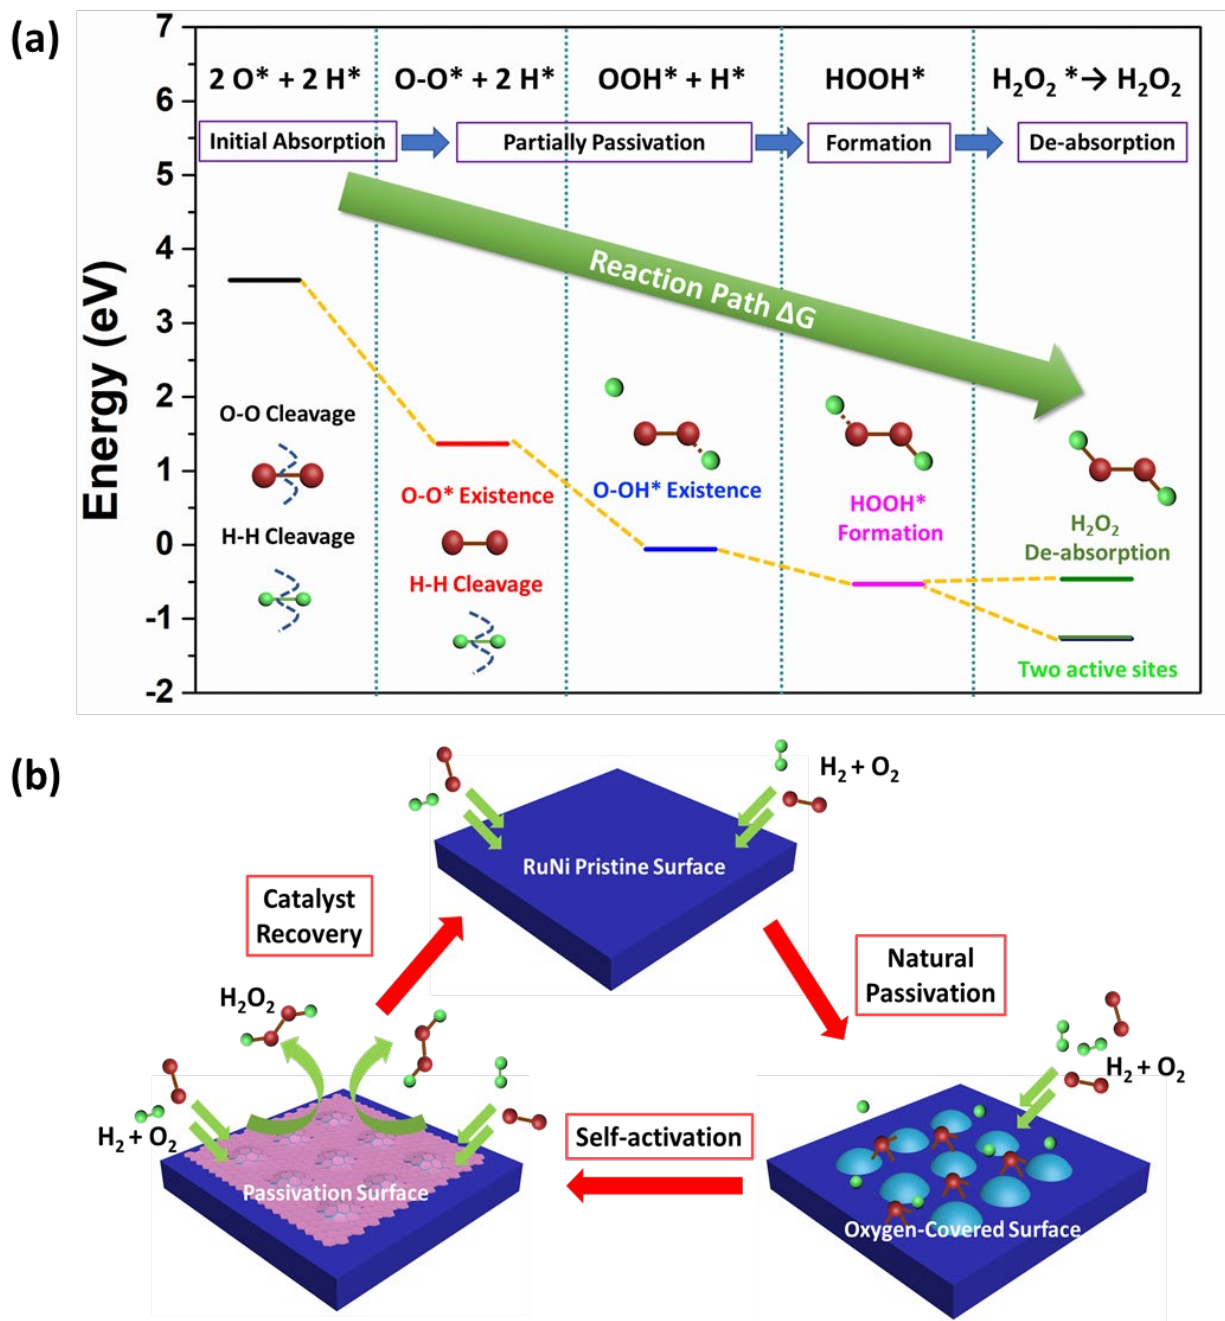 (a)
7
6
5
4
3
2
1
0
-1
-2
Energy (eV)
2 O* + 2 H*
O-O* + 2 H*
OOH* + H*
HOOH*
H₂O₂ *→ H₂O₂
Initial Absorption
Partially Passivation
Formation
De-absorption
Reaction Path ΔG
O-O Cleavage
H-H Cleavage
O-O* Existence
H-H Cleavage
O-OH* Existence
HOOH*
Formation
H₂O₂
De-absorption
Two active sites
(b)
H₂ + O₂
RuNi Pristine Surface
Catalyst
Recovery
Natural
Passivation
H₂O₂
H₂ + O₂
H₂ + O₂
Self-activation
Passivation Surface
Oxygen-Covered Surface